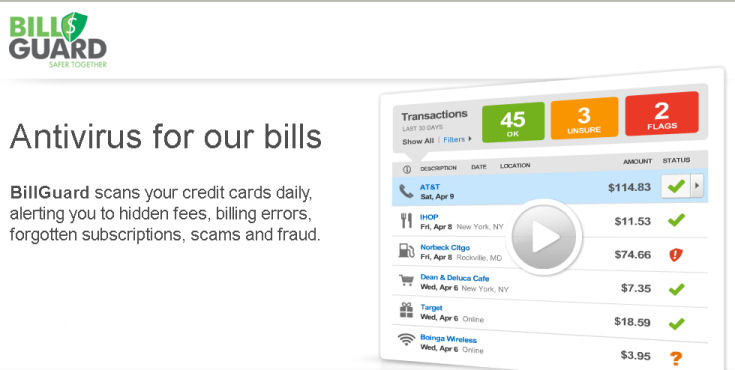 BILL$
GUARD
SAFER TOGETHER
Antivirus for our bills
BillGuard scans your credit cards daily,
alerting you to hidden fees, billing errors,
forgotten subscriptions, scams and fraud.
Transactions
LAST 30 DAYS
Show All | Filters
45
OK
3
UNSURE
2
FLAGS
DESCRIPTION DATE LOCATION AMOUNT STATUS
AT&T
Sat, Apr 9
$114.83
IHOP
Fri, Apr 8 New York, NY
$11.53
Norbeck Citgo
Fri, Apr 8 Rockville, MD
$74.66
!
Dean & Deluca Cafe
Wed, Apr 6 New York, NY
$7.35
Target
Wed, Apr 6 Online
$18.59
Boinga Wireless
Wed, Apr 6 Online
$3.95
?